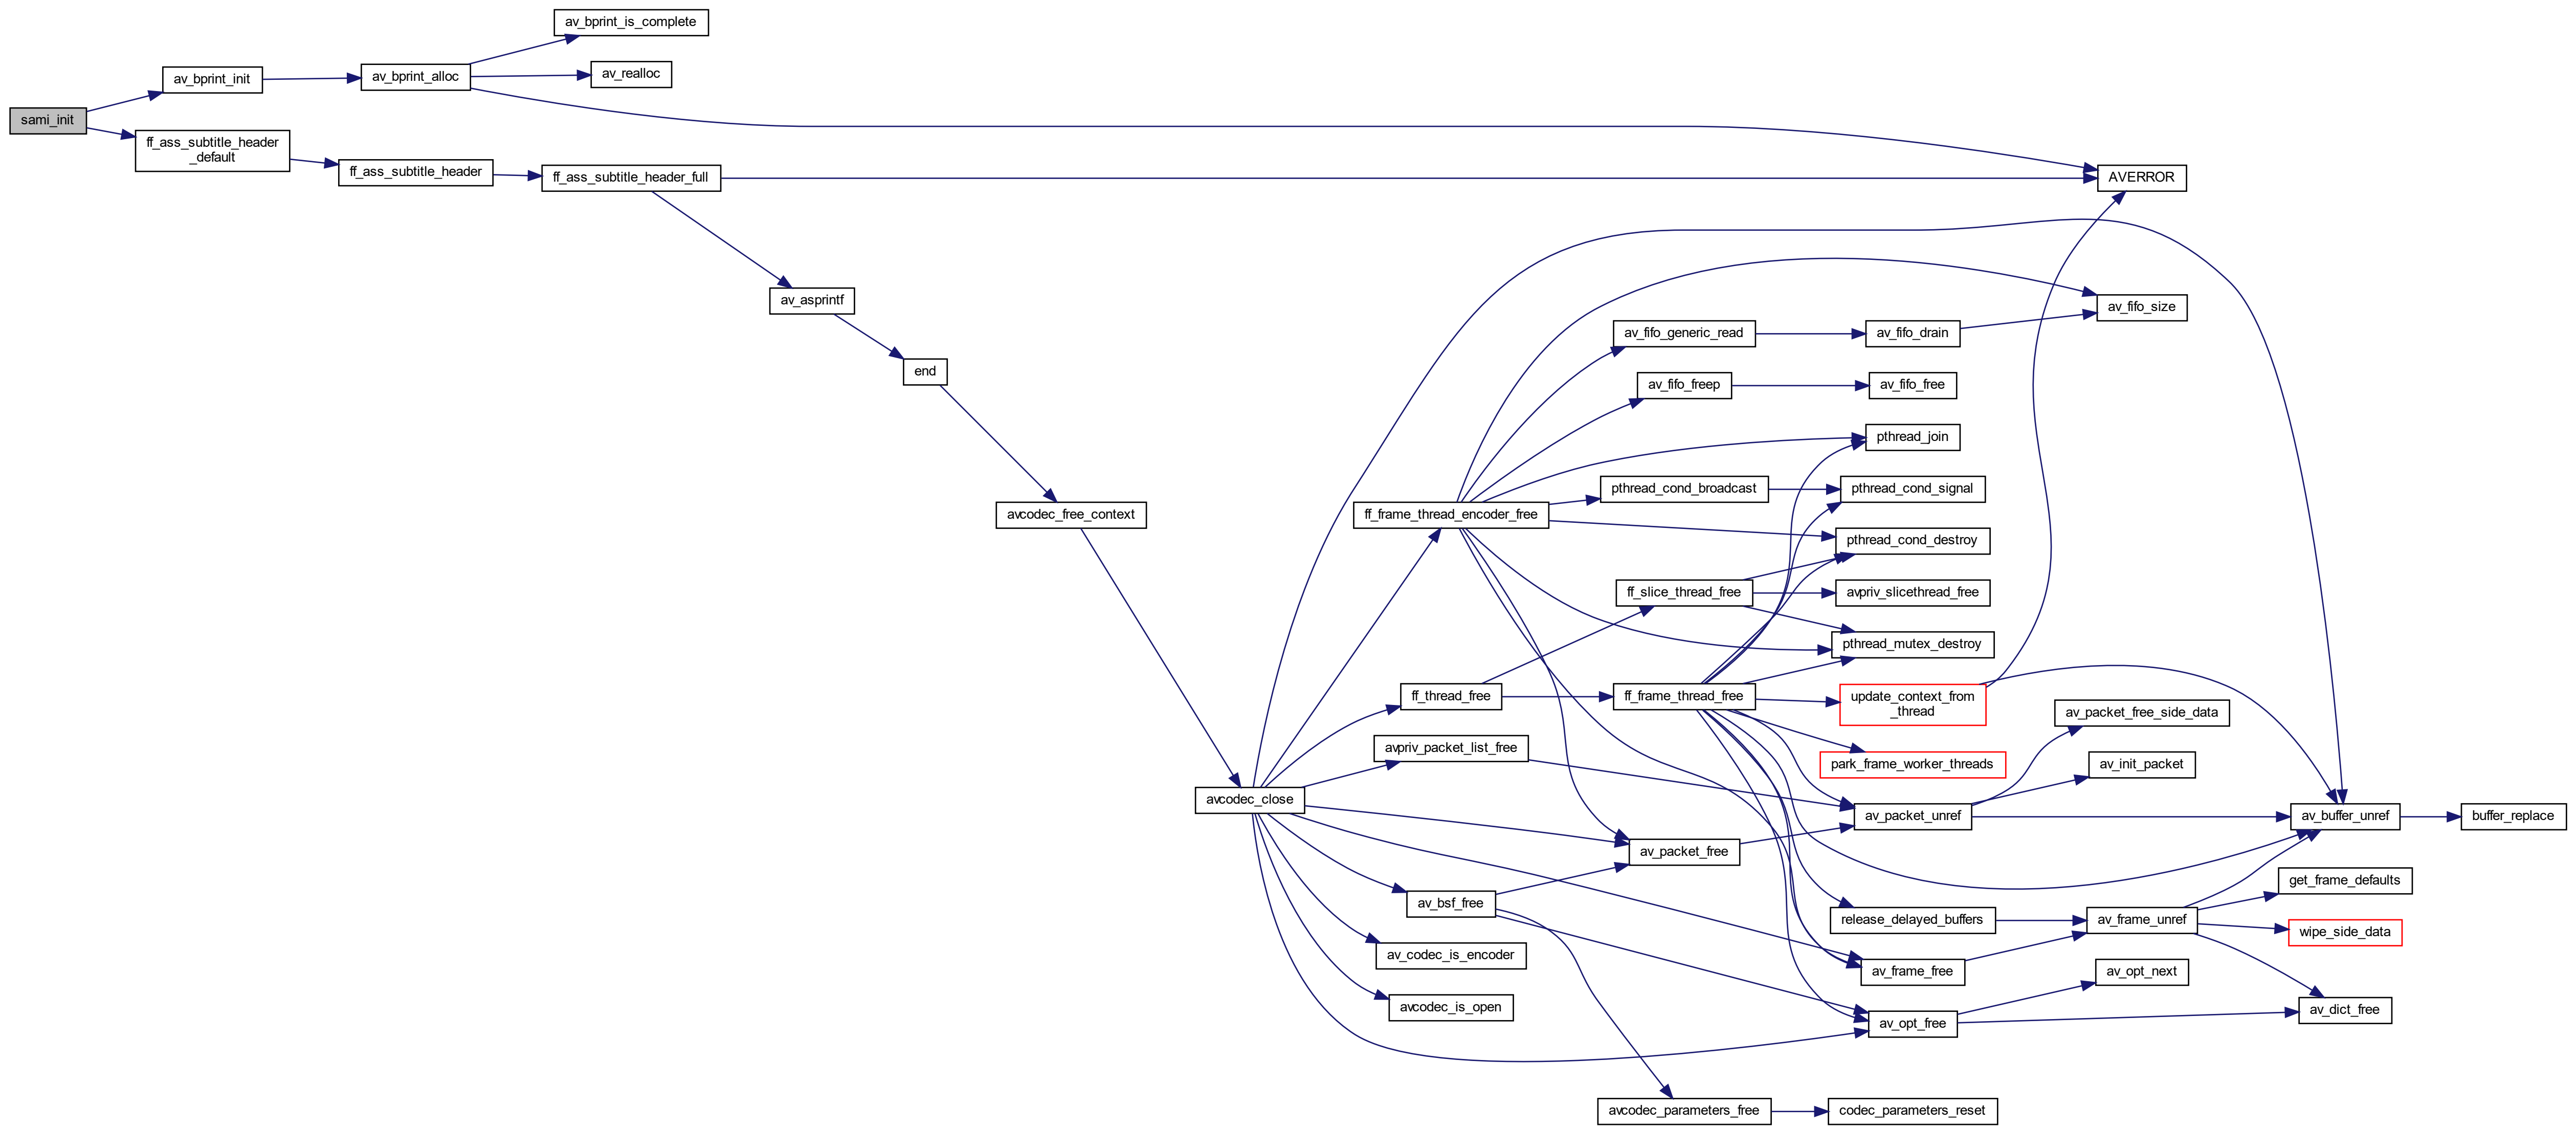 av_bprint_is_complete
av_bprint_init
av_bprint_alloc
av_realloc
sami_init
ff_ass_subtitle_header
_default
ff_ass_subtitle_header
ff_ass_subtitle_header_full
AVERROR
av_asprintf
av_fifo_size
av_fifo_generic_read
av_fifo_drain
end
av_fifo_freep
av_fifo_free
pthread_join
pthread_cond_broadcast
pthread_cond_signal
avcodec_free_context
ff_frame_thread_encoder_free
pthread_cond_destroy
ff_slice_thread_free
avpriv_slicethread_free
pthread_mutex_destroy
ff_thread_free
ff_frame_thread_free
update_context_from
_thread
av_packet_free_side_data
avpriv_packet_list_free
park_frame_worker_threads
av_init_packet
avcodec_close
av_packet_unref
av_buffer_unref
buffer_replace
av_packet_free
get_frame_defaults
av_bsf_free
release_delayed_buffers
av_frame_unref
wipe_side_data
av_codec_is_encoder
av_frame_free
av_opt_next
avcodec_is_open
av_opt_free
av_dict_free
avcodec_parameters_free
codec_parameters_reset